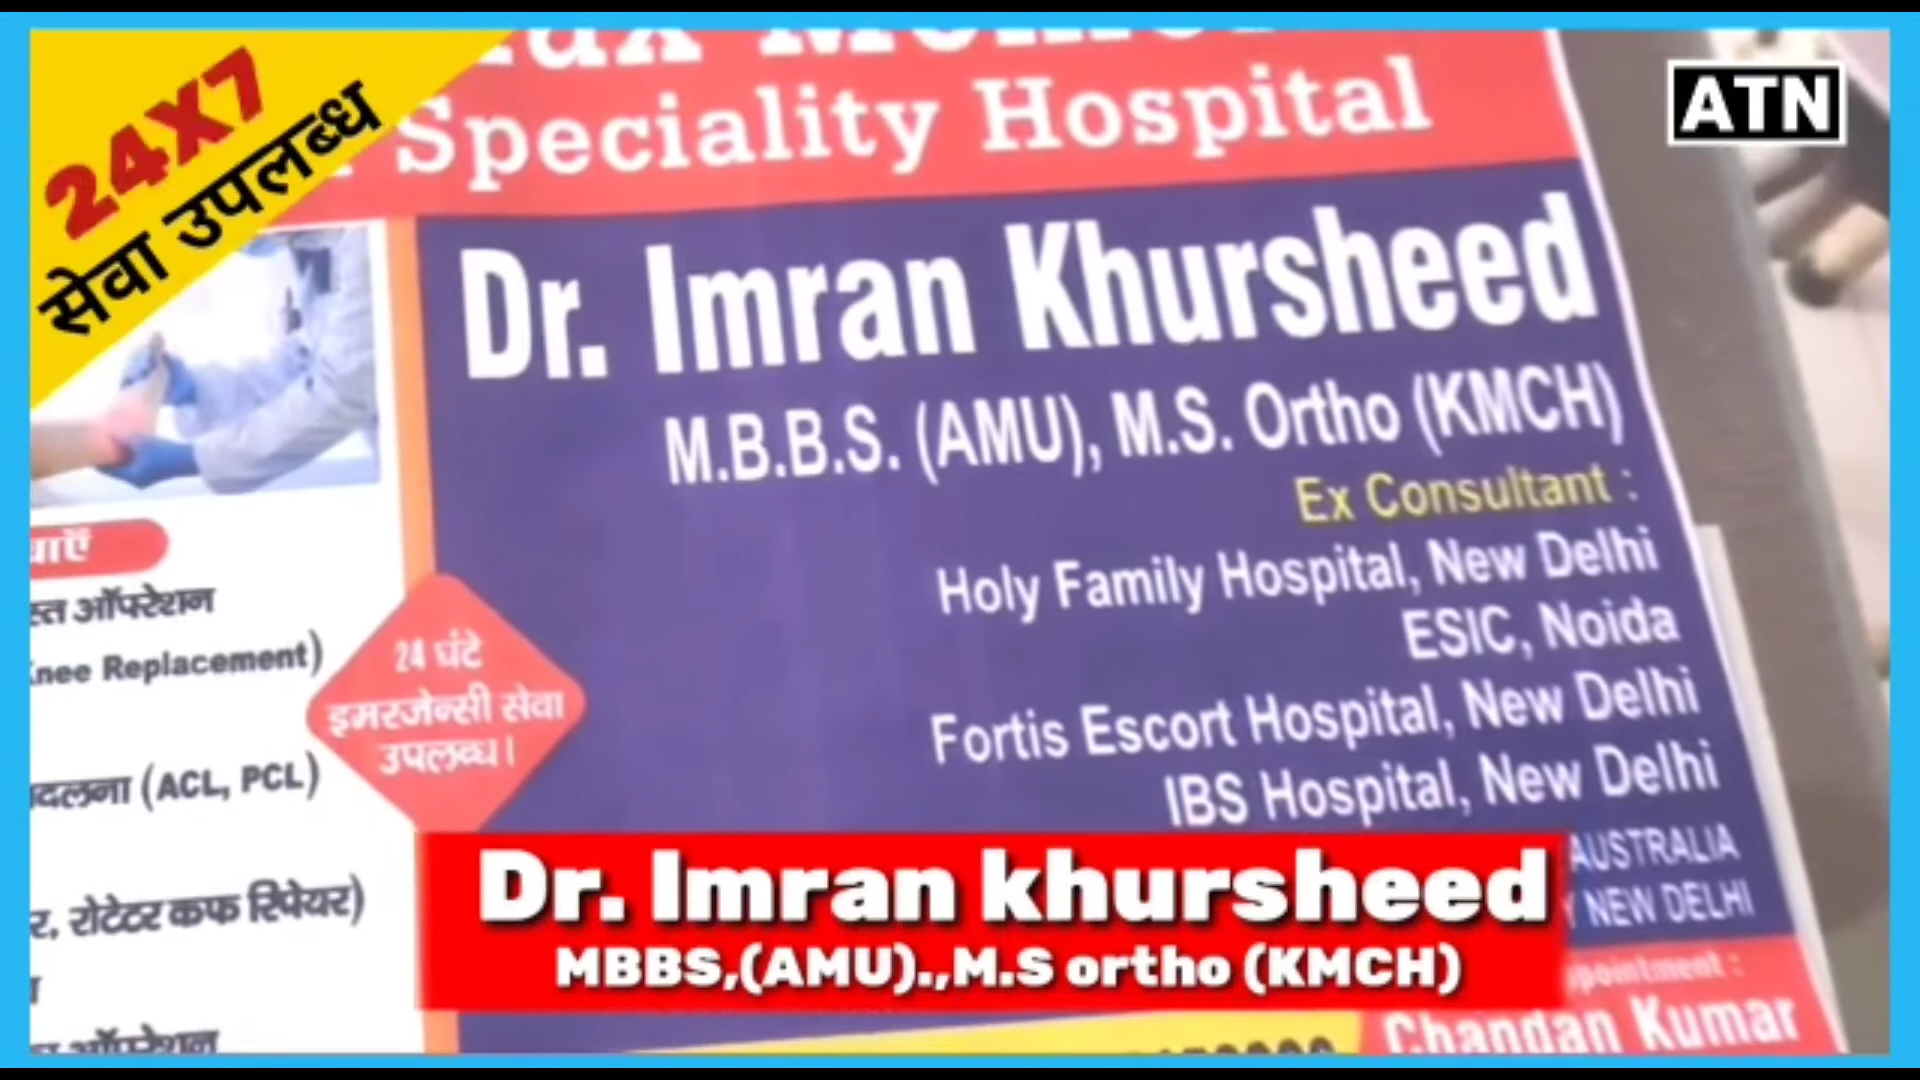 24X7
सेवा उपलब्ध
ATN
Speciality Hospital
Dr. Imran Khursheed
M.B.B.S. (AMU), M.S. Ortho (KMCH)
Ex Consultant :
Holy Family Hospital, New Delhi
ESIC, Noida
Fortis Escort Hospital, New Delhi
IBS Hospital, New Delhi
AUSTRALIA
NEW DELHI
ऑपरेशन
Replacement)
24 घंटे
इमरजेन्सी सेवा
उपलब्ध।
(ACL, PCL)
रोटेटर कफ रिपेयर)
ऑपरेशन
Dr. Imran khursheed
MBBS,(AMU).,M.S ortho (KMCH)
Chandan Kumar